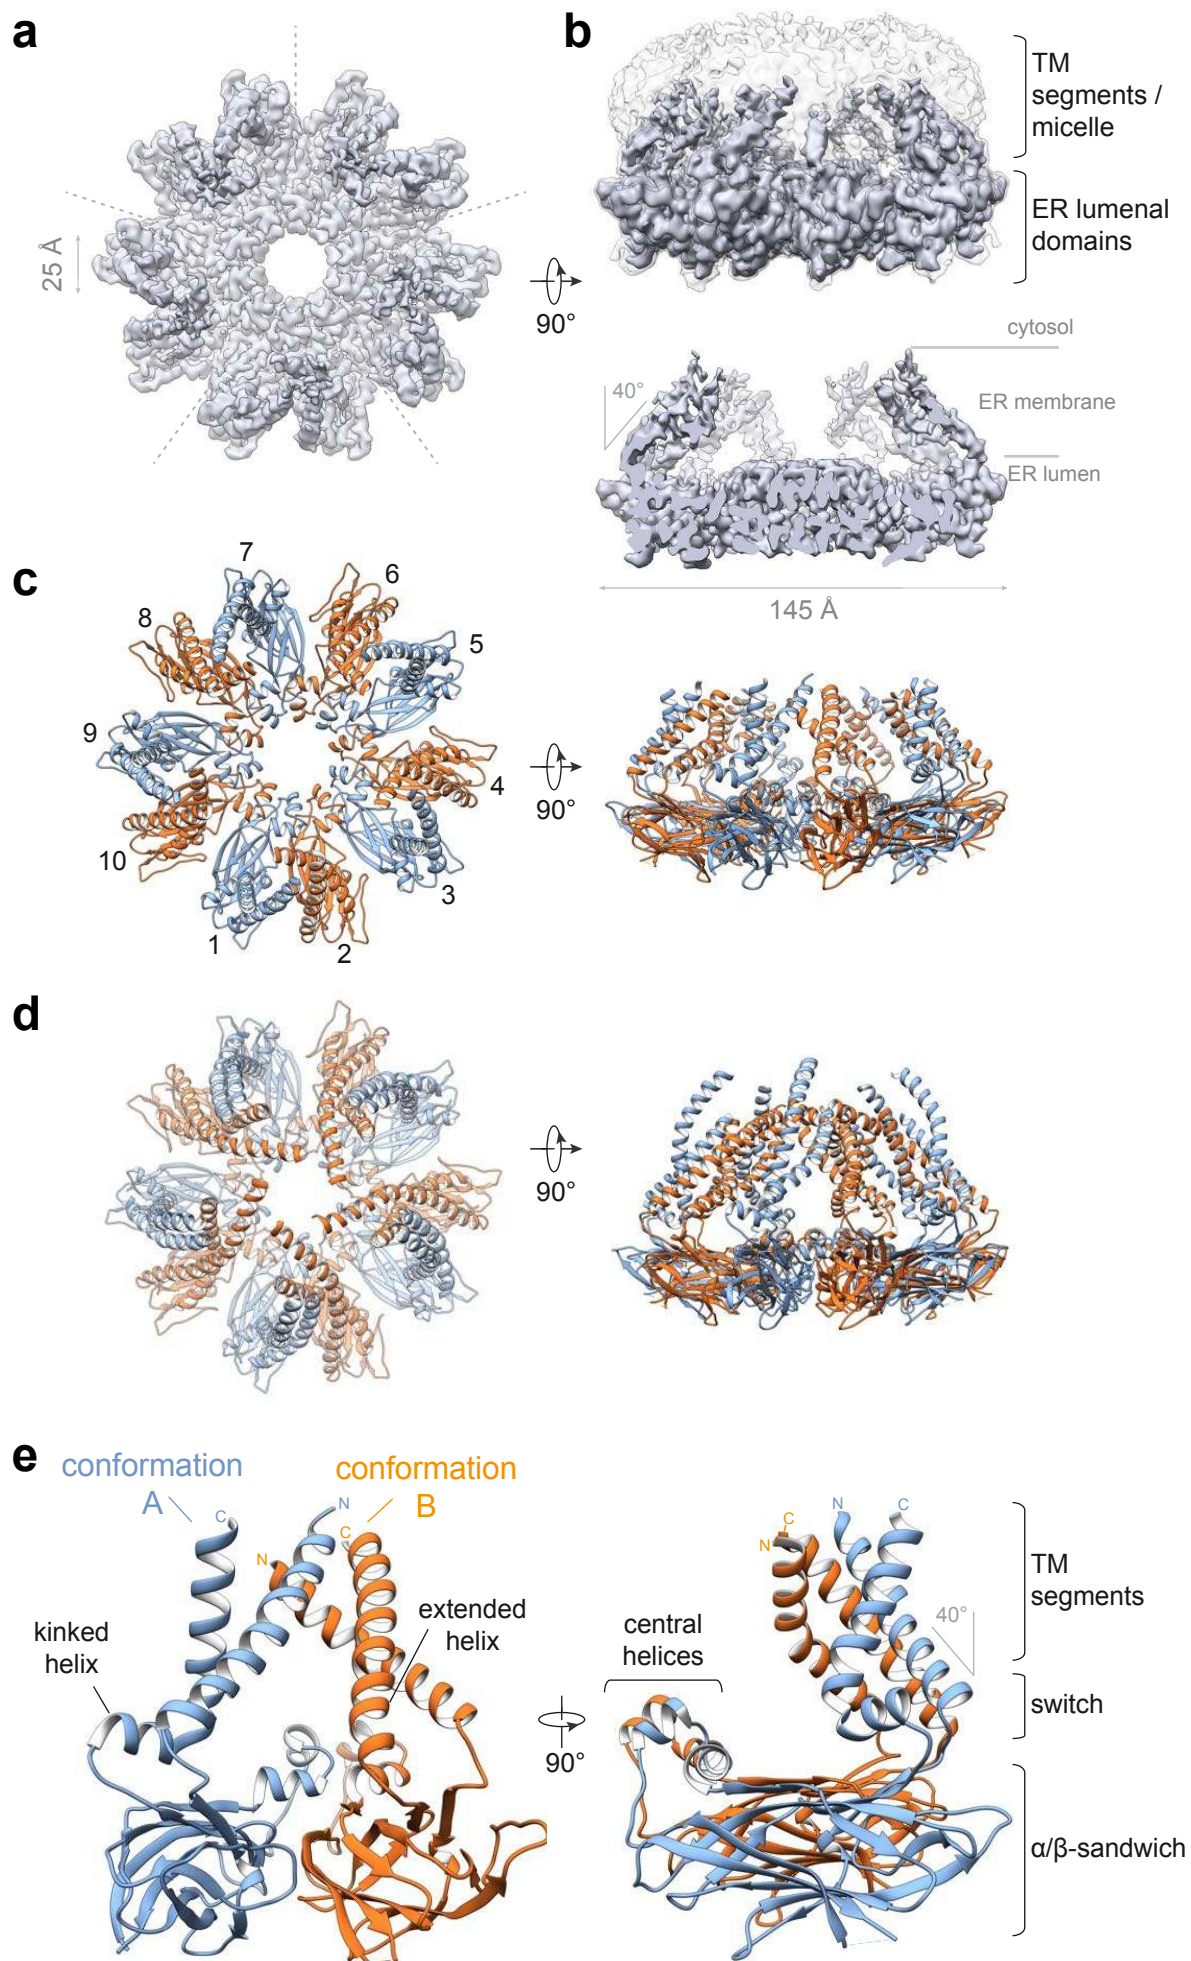 a
25 Å
90°
b
TM
segments /
micelle
ER lumenal
domains
cytosol
40°
ER membrane
ER lumen
145 Å
c
7
6
8
5
9
4
10
3
1
2
90°
d
90°
e
conformation
A
conformation
B
C
N
N
C
kinked
helix
extended
helix
90°
N
C
C
N
central
helices
40°
TM
segments
switch
α/β-sandwich